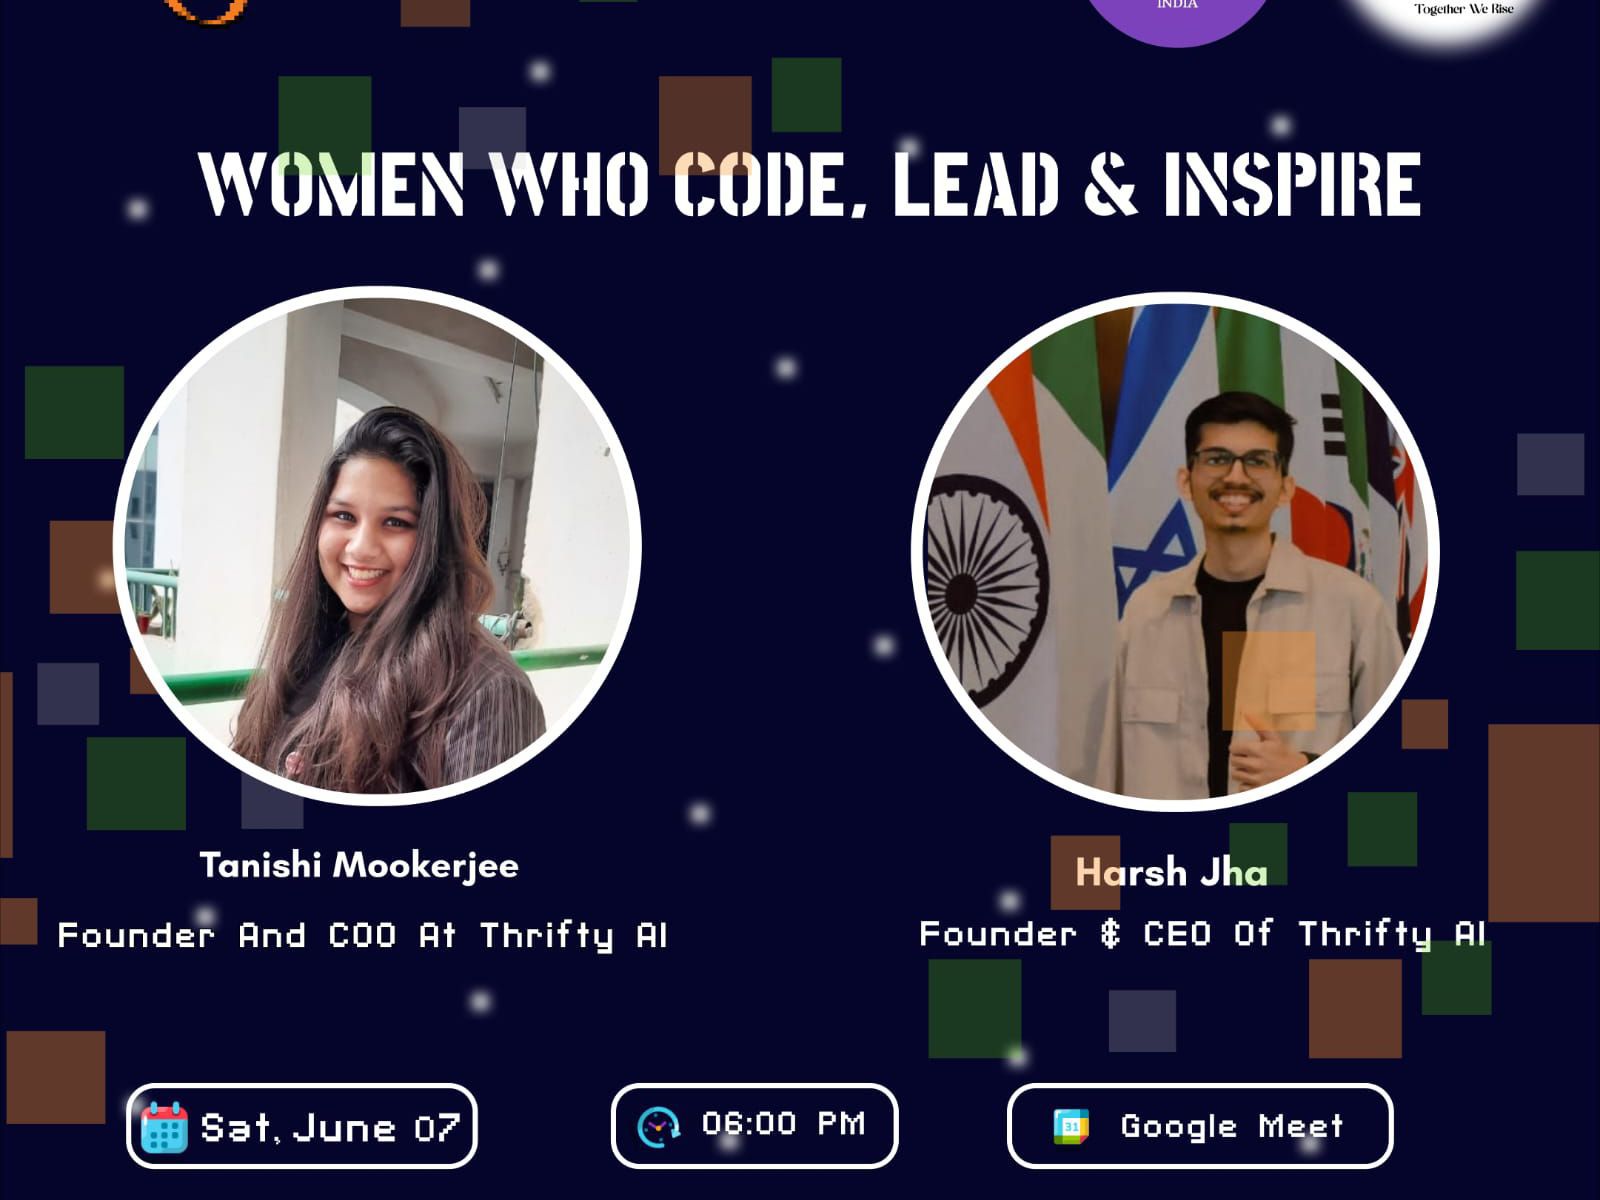 INDIA
Together We Rise
WOMEN WHO CODE, LEAD & INSPIRE
Tanishi Mookerjee
Founder And COO At Thrifty AI
Harsh Jha
Founder & CEO Of Thrifty AI
Sat, June 07
06:00 PM
31
Google Meet